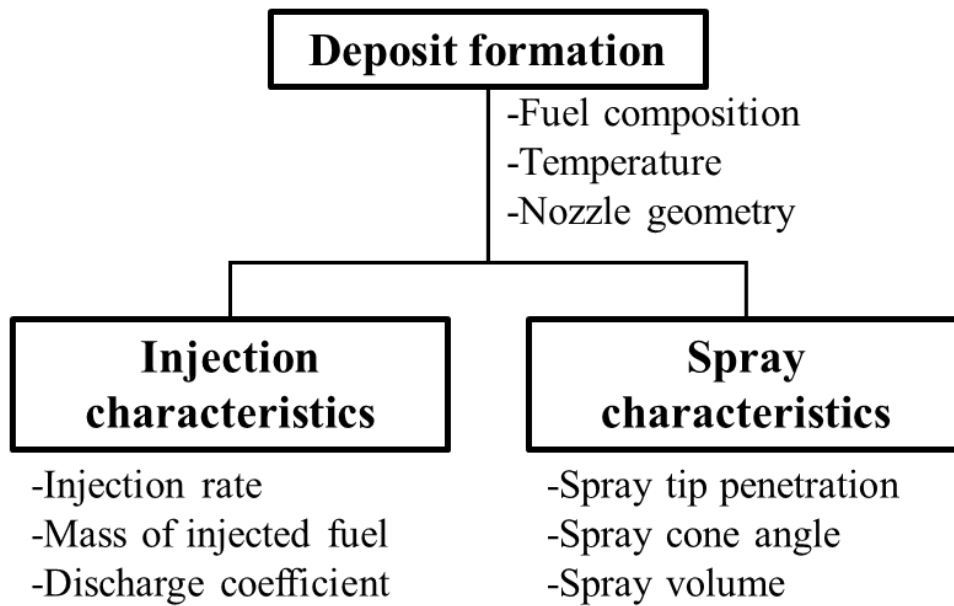 Deposit formation
-Fuel composition
-Temperature
-Nozzle geometry
Injection
characteristics
-Injection rate
-Mass of injected fuel
-Discharge coefficient
Spray
characteristics
-Spray tip penetration
-Spray cone angle
-Spray volume